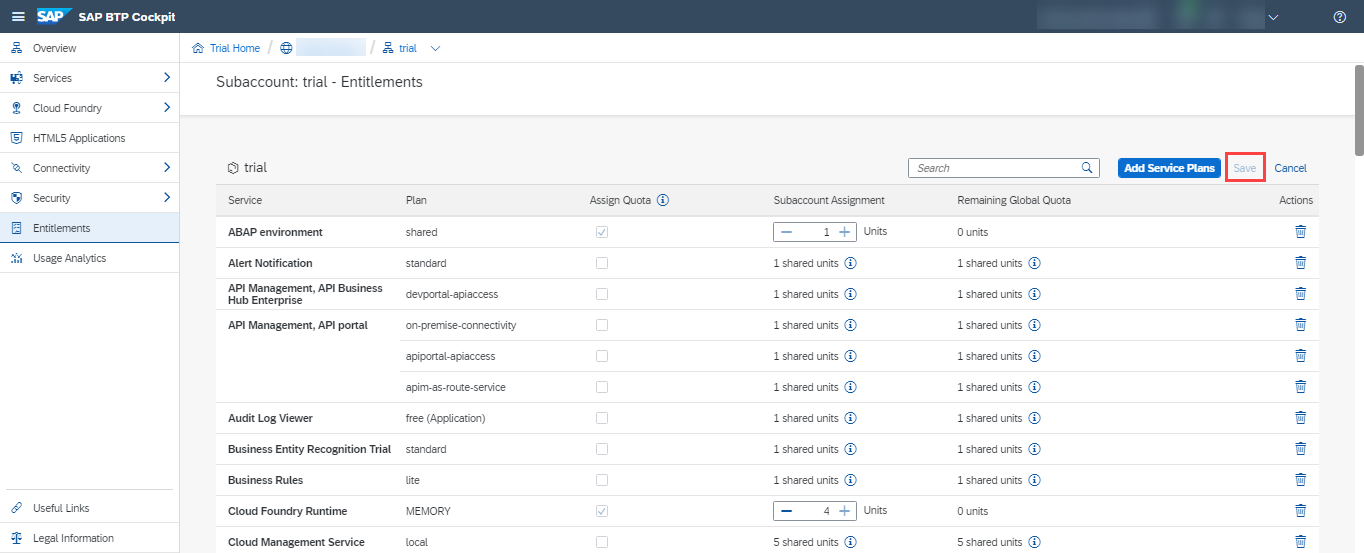 SAP SAP BTP Cockpit
Overview
Services
Cloud Foundry
HTML5 Applications
Connectivity
Security
Entitlements
Usage Analytics
Useful Links
Legal Information
Trial Home / / trial
Subaccount: trial - Entitlements
trial Search Add Service Plans Save Cancel
Service Plan Assign Quota Subaccount Assignment Remaining Global Quota Actions
ABAP environment shared 1 Units 0 units
Alert Notification standard 1 shared units 1 shared units
API Management, API Business
Hub Enterprise devportal-apiaccess 1 shared units 1 shared units
API Management, API portal on-premise-connectivity 1 shared units 1 shared units
apiportal-apiaccess 1 shared units 1 shared units
apim-as-route-service 1 shared units 1 shared units
Audit Log Viewer free (Application) 1 shared units 1 shared units
Business Entity Recognition Trial standard 1 shared units 1 shared units
Business Rules lite 1 shared units 1 shared units
Cloud Foundry Runtime MEMORY 4 Units 0 units
Cloud Management Service local 5 shared units 5 shared units